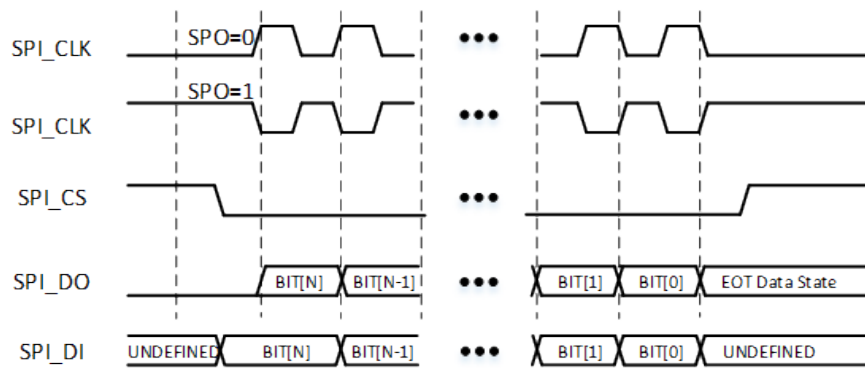 SPI_CLK SPO=0
SPI_CLK SPO=1
SPI_CS
SPI_DO BIT[N] BIT[N-1] BIT[1] BIT[0] EOT Data State
SPI_DI UNDEFINED BIT[N] BIT[N-1] BIT[1] BIT[0] UNDEFINED